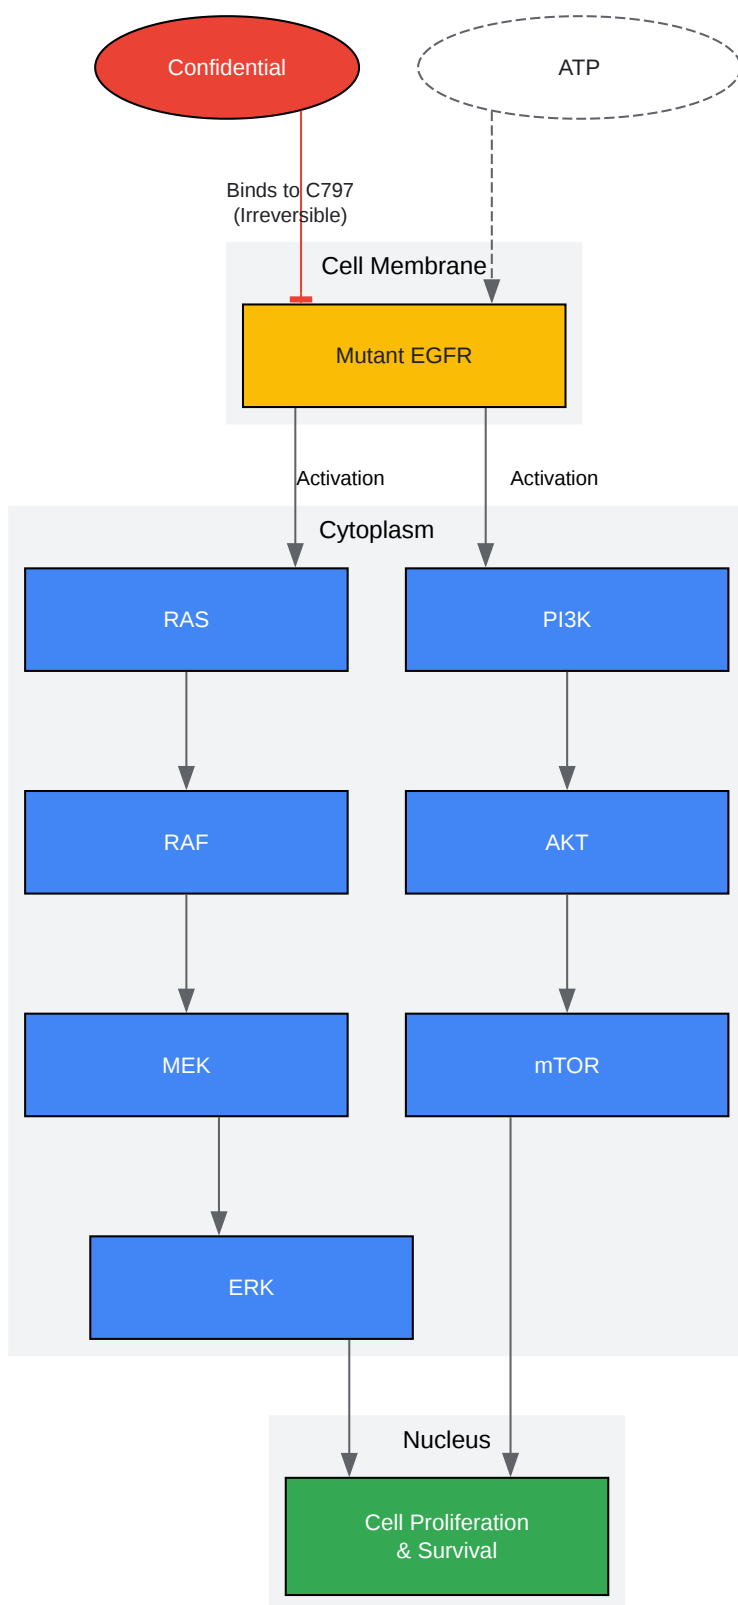 Confidential
ATP
Binds to C797
(Irreversible)
Cell Membrane
Mutant EGFR
Activation
Activation
Cytoplasm
RAS
PI3K
RAF
AKT
MEK
mTOR
ERK
Nucleus
Cell Proliferation
& Survival